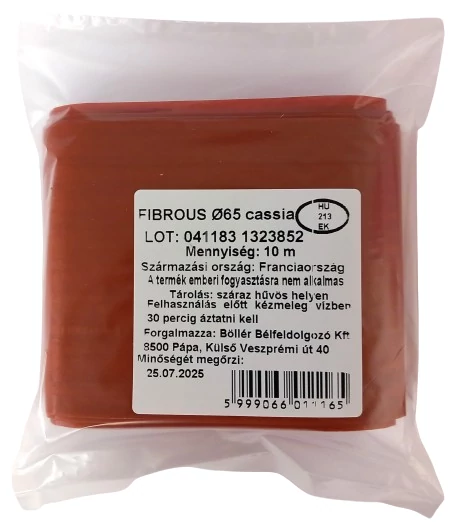 FIBROUS Ø65 cassia
HU
213
EK
LOT: 041183 1323852
Mennyiség: 10 m
Származási ország: Franciaország
A termék emberi fogyasztásra nem alkalmas
Tárolás: száraz hűvös helyen
Felhasználás előtt kézmeleg vízben
30 percig áztatni kell
Forgalmazza: Böllér Bélfeldolgozó Kft
8500 Pápa, Külső Veszprémi út 40
Minőségét megőrzi:
25.07.2025
5 999066 011165